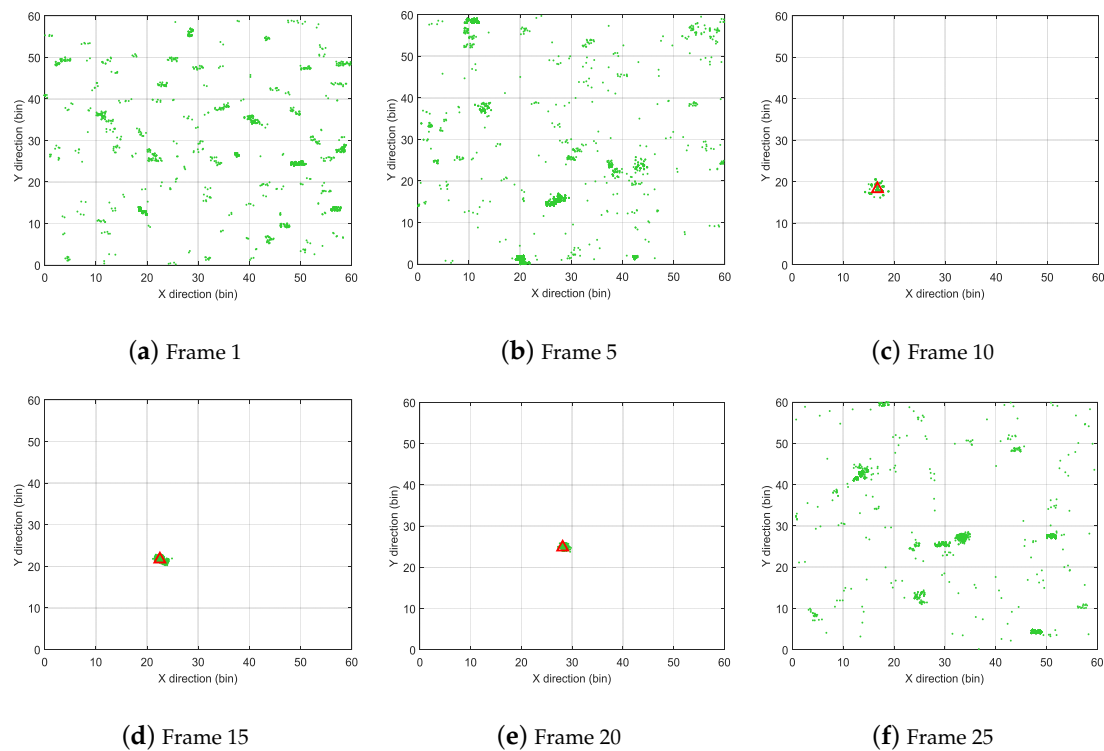 60
50
40
30
20
10
0
Y direction (bin)
0 10 20 30 40 50 60
X direction (bin)
(a) Frame 1
60
50
40
30
20
10
0
Y direction (bin)
0 10 20 30 40 50 60
X direction (bin)
(b) Frame 5
60
50
40
30
20
10
0
Y direction (bin)
0 10 20 30 40 50 60
X direction (bin)
(c) Frame 10
60
50
40
30
20
10
0
Y direction (bin)
0 10 20 30 40 50 60
X direction (bin)
(d) Frame 15
60
50
40
30
20
10
0
Y direction (bin)
0 10 20 30 40 50 60
X direction (bin)
(e) Frame 20
60
50
40
30
20
10
0
Y direction (bin)
0 10 20 30 40 50 60
X direction (bin)
(f) Frame 25